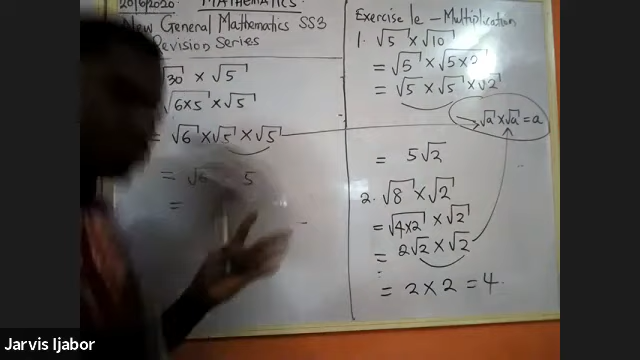 20/6/2020. MATHEMATICS
New General Mathematics SS3
Revision Series
√30 × √5
√6×5 × √5
= √6 × √5 × √5
= √6 5
=
Exercise 1e – Multiplication
1. √5 × √10
= √5 × √5×2
= √5 × √5 × √2
→ √a × √a = a
= 5√2
2. √8 × √2
= √4×2 × √2
= 2√2 × √2
= 2 × 2 = 4.
Jarvis Ijabor